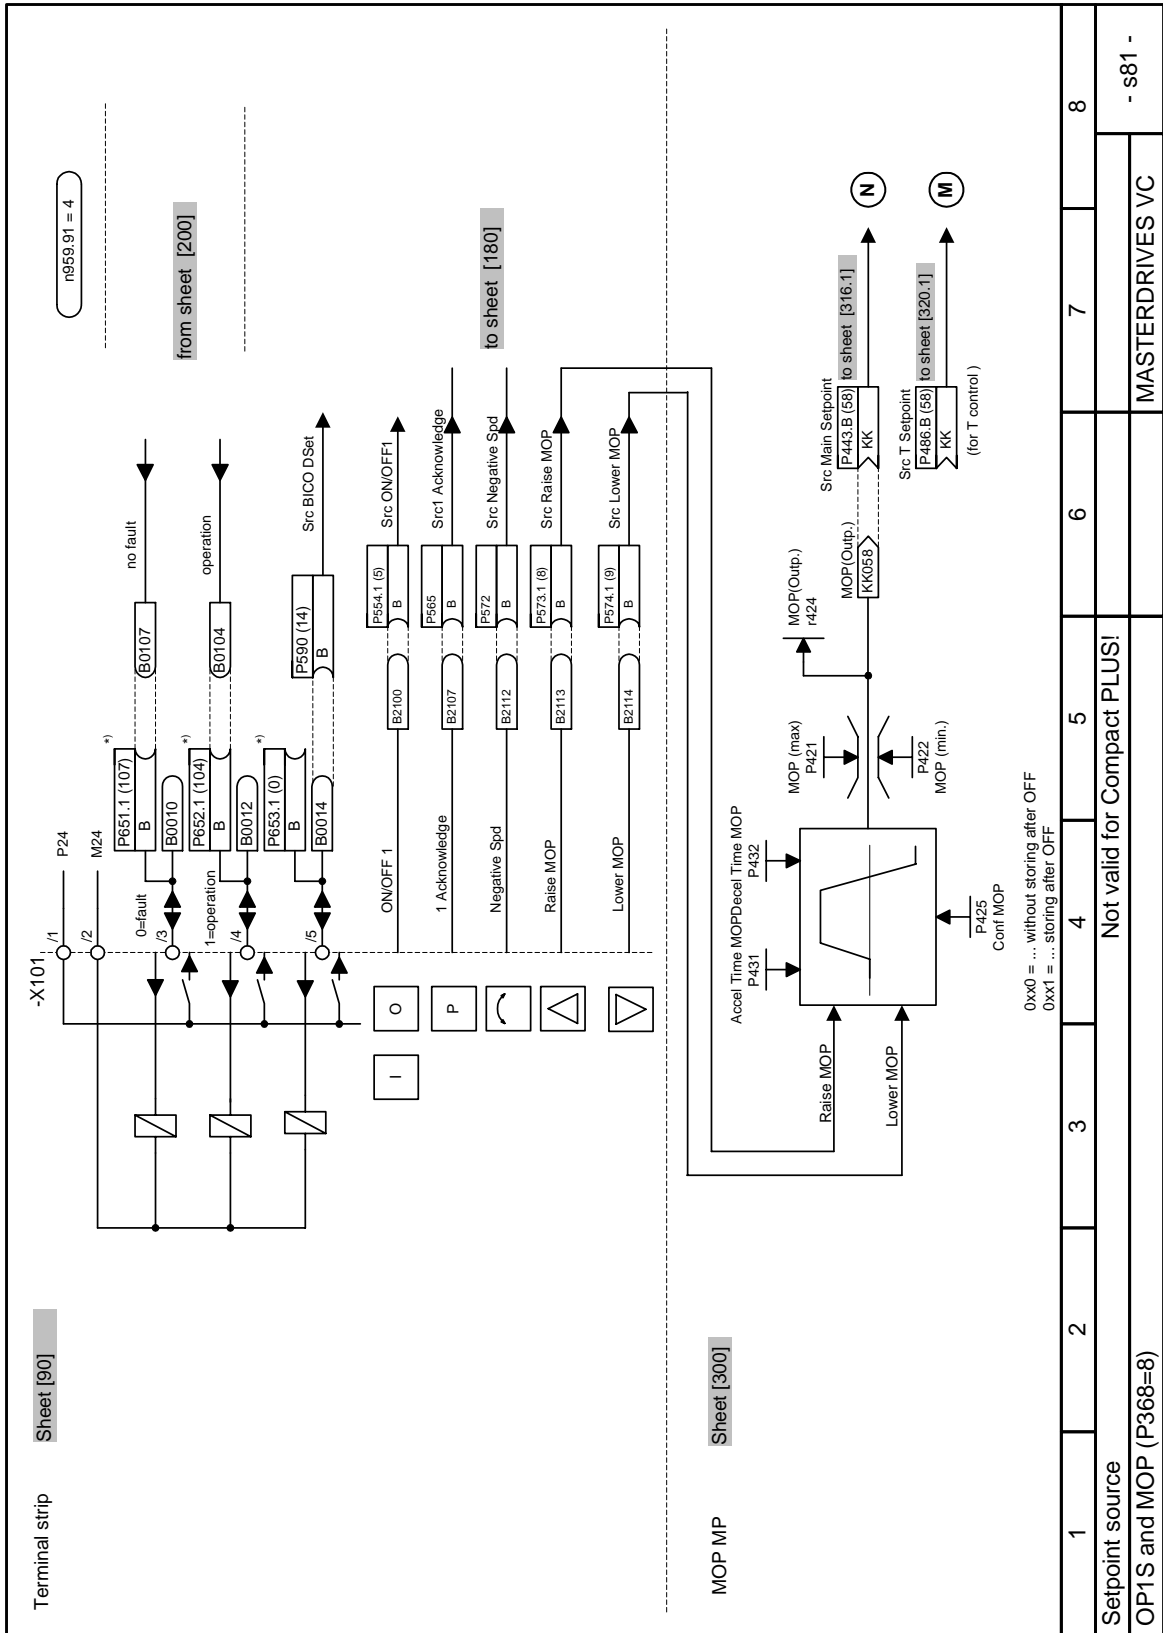 Terminal strip
Sheet [90]
-X101
/1
P24
/2
M24
n959.91 = 4
0=fault
/3
P651.1 (107)
B
*)
B0010
B0107
no fault
from sheet [200]
1=operation
/4
P652.1 (104)
B
*)
B0012
B0104
operation
/5
P653.1 (0)
B
*)
B0014
P590 (14)
B
Src BICO DSet
I
O
ON/OFF 1
B2100
P554.1 (5)
B
Src ON/OFF1
P
1 Acknowledge
B2107
P565
B
Src1 Acknowledge
Negative Spd
B2112
P572
B
Src Negative Spd
to sheet [180]
Raise MOP
B2113
P573.1 (8)
B
Src Raise MOP
Lower MOP
B2114
P574.1 (9)
B
Src Lower MOP
MOP MP
Sheet [300]
Raise MOP
Lower MOP
Accel Time MOP
P431
Decel Time MOP
P432
P425
Conf MOP
0xx0 = ... without storing after OFF
0xx1 = ... storing after OFF
MOP (max)
P421
P422
MOP (min.)
MOP(Outp.)
r424
MOP(Outp.)
KK058
Src Main Setpoint
P443.B (58)
KK
to sheet [316.1]
N
Src T Setpoint
P486.B (58)
KK
(for T control )
to sheet [320.1]
M
1
2
3
4
5
6
7
8
Setpoint source
Not valid for Compact PLUS!
- s81 -
OP1S and MOP (P368=8)
MASTERDRIVES VC